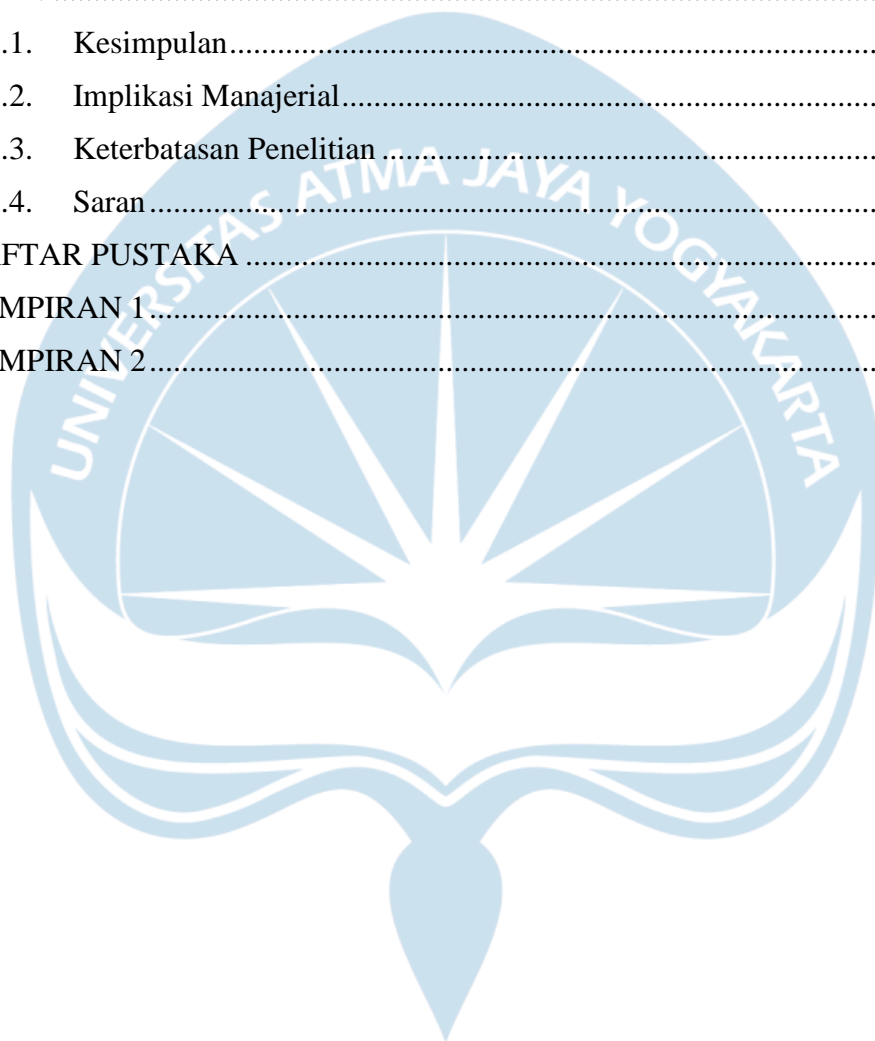 .1. Kesimpulan........................................................................................
.2. Implikasi Manajerial..........................................................................
.3. Keterbatasan Penelitian .....................................................................
.4. Saran..................................................................................................
AFTAR PUSTAKA ..............................................................................
MPIRAN 1...........................................................................................
MPIRAN 2...........................................................................................
UNIVERSITAS ATMA JAYA YOGYAKARTA